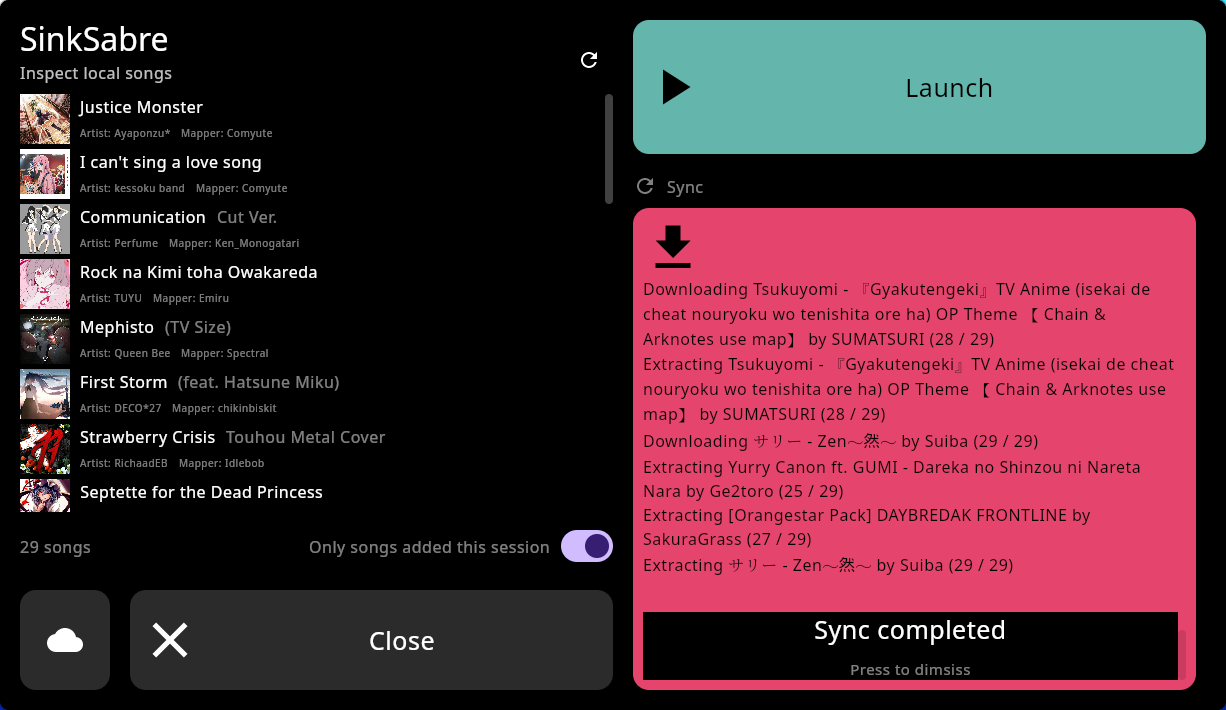 SinkSabre
Inspect local songs
Justice Monster
Artist: Ayaponzu* Mapper: Comyute
I can't sing a love song
Artist: kessoku band Mapper: Comyute
Communication Cut Ver.
Artist: Perfume Mapper: Ken_Monogatari
Rock na Kimi toha Owakareda
Artist: TUYU Mapper: Emiru
Mephisto (TV Size)
Artist: Queen Bee Mapper: Spectral
First Storm (feat. Hatsune Miku)
Artist: DECO*27 Mapper: chikinbiskit
Strawberry Crisis Touhou Metal Cover
Artist: RichaadEB Mapper: Idlebob
Septette for the Dead Princess
29 songs
Only songs added this session
Close
Launch
Sync
Downloading Tsukuyomi - 『Gyakutengeki』TV Anime (isekai de
cheat nouryoku wo tenishita ore ha) OP Theme 【 Chain &
Arknotes use map】 by SUMATSURI (28 / 29)
Extracting Tsukuyomi - 『Gyakutengeki』TV Anime (isekai de cheat
nouryoku wo tenishita ore ha) OP Theme 【 Chain & Arknotes use
map】 by SUMATSURI (28 / 29)
Downloading サリー - Zen〜然〜 by Suiba (29 / 29)
Extracting Yurry Canon ft. GUMI - Dareka no Shinzou ni Nareta
Nara by Ge2toro (25 / 29)
Extracting [Orangestar Pack] DAYBREDAK FRONTLINE by
SakuraGrass (27 / 29)
Extracting サリー - Zen〜然〜 by Suiba (29 / 29)
Sync completed
Press to dimsiss